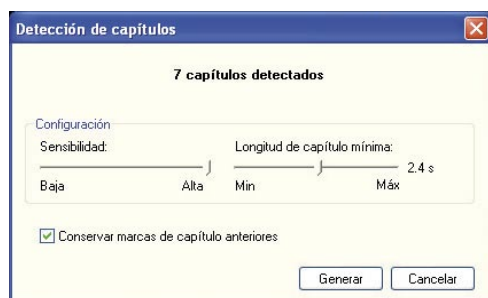 Detección de capítulos
7 capítulos detectados
Configuración
Sensibilidad: Longitud de capítulo mínima:
2.4 s
Baja Alta Min Máx
Conservar marcas de capítulo anteriores
Generar Cancelar